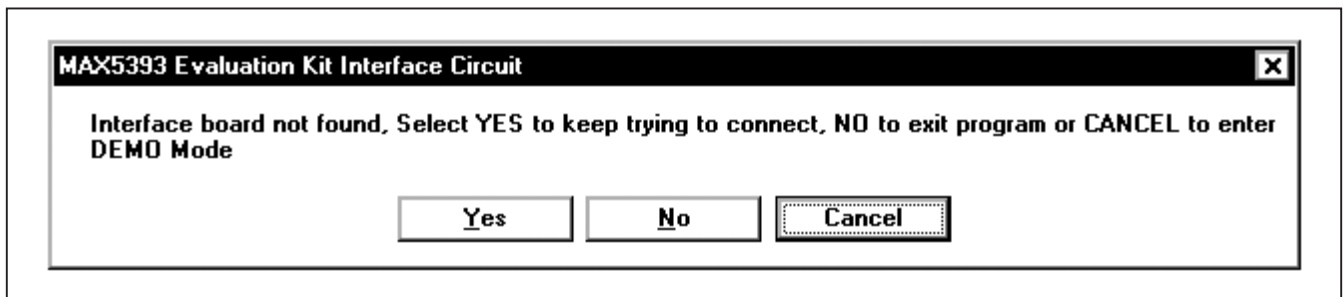 MAX5393 Evaluation Kit Interface Circuit
Interface board not found, Select YES to keep trying to connect, NO to exit program or CANCEL to enter
DEMO Mode
Yes No Cancel